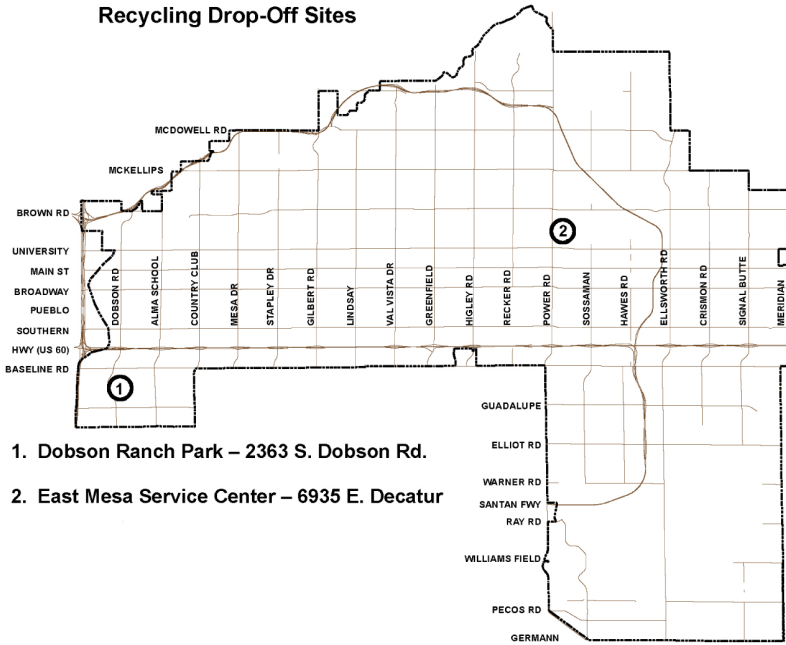 Recycling Drop-Off Sites
MCDOWELL RD
MCKELLIPS
BROWN RD
2
UNIVERSITY
MAIN ST
BROADWAY
PUEBLO
SOUTHERN
HWY (US 60)
BASELINE RD
DOBSON RD
ALMA SCHOOL
COUNTRY CLUB
MESA DR
STAPLEY DR
GILBERT RD
LINDSAY
VAL VISTA DR
GREENFIELD
HIGLEY RD
RECKER RD
POWER RD
SOSSAMAN
HAWES RD
ELLSWORTH RD
CRISMON RD
SIGNAL BUTTE
MERIDIAN
1
GUADALUPE
ELLIOT RD
WARNER RD
SANTAN FWY
RAY RD
WILLIAMS FIELD
PECOS RD
GERMANN
1. Dobson Ranch Park – 2363 S. Dobson Rd.
2. East Mesa Service Center – 6935 E. Decatur